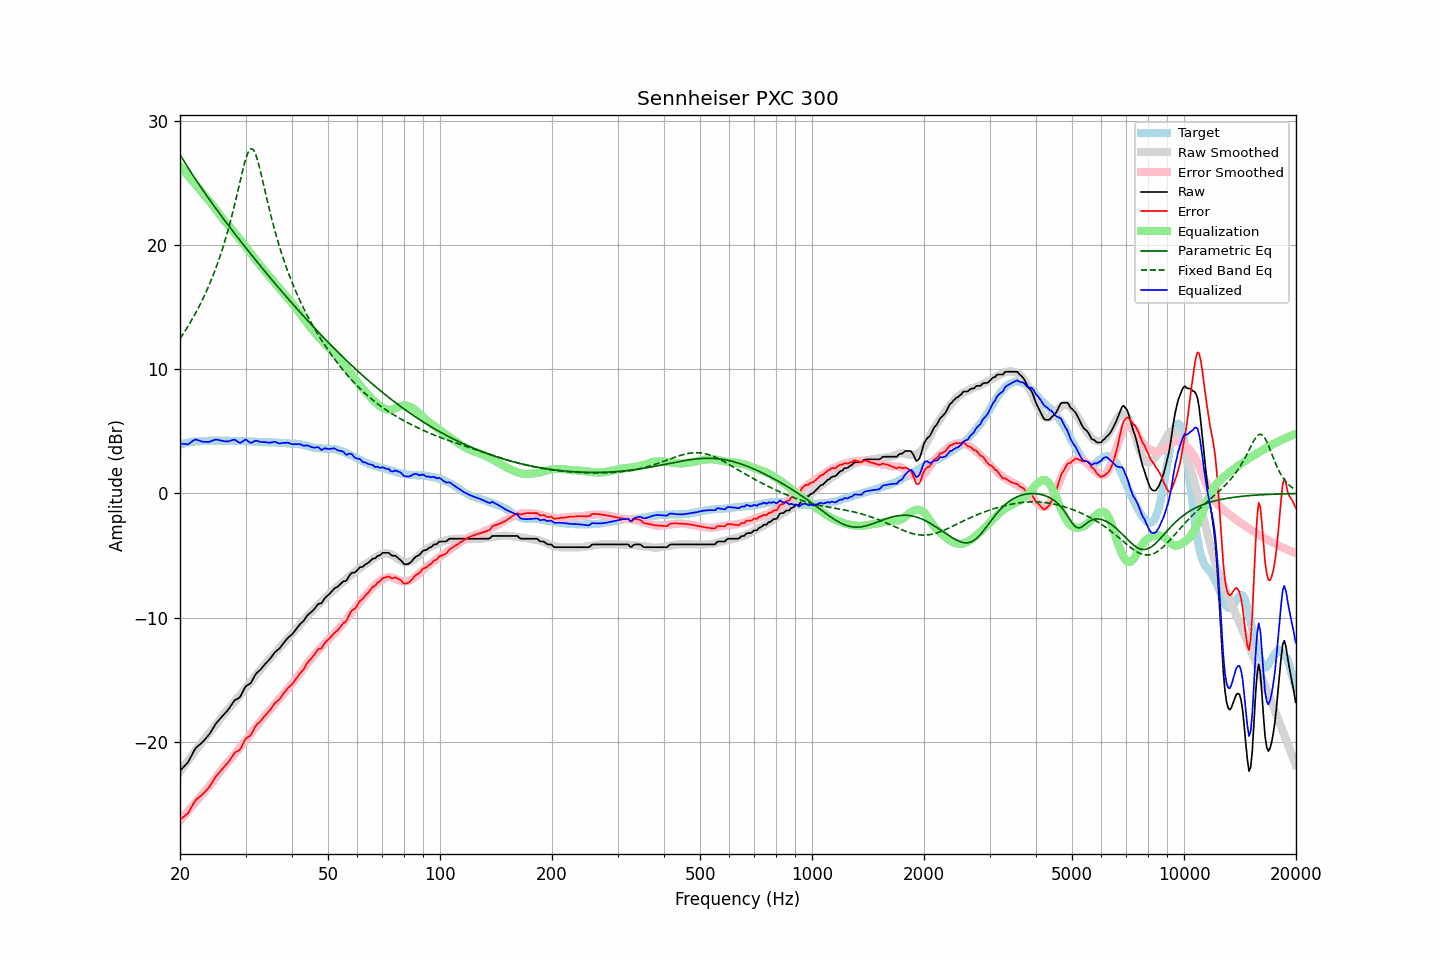 Sennheiser PXC 300
Amplitude (dBr)
30
20
10
0
−10
−20
Target
Raw Smoothed
Error Smoothed
Raw
Error
Equalization
Parametric Eq
Fixed Band Eq
Equalized
20 50 100 200 500 1000 2000 5000 10000 20000
Frequency (Hz)